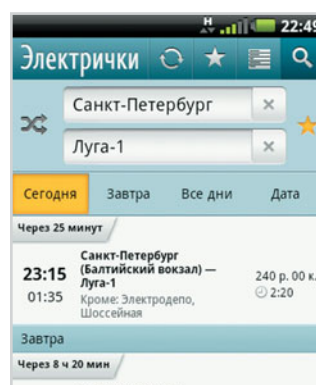 H 22:49
Электрички
Санкт-Петербург ×
Луга-1 ×
Сегодня Завтра Все дни Дата
Через 25 минут
Санкт-Петербург
23:15 (Балтийский вокзал) — 240 р. 00 к.
Луга-1
01:35 Кроме: Электродепо, 2:20
Шоссейная
Завтра
Через 8 ч 20 мин